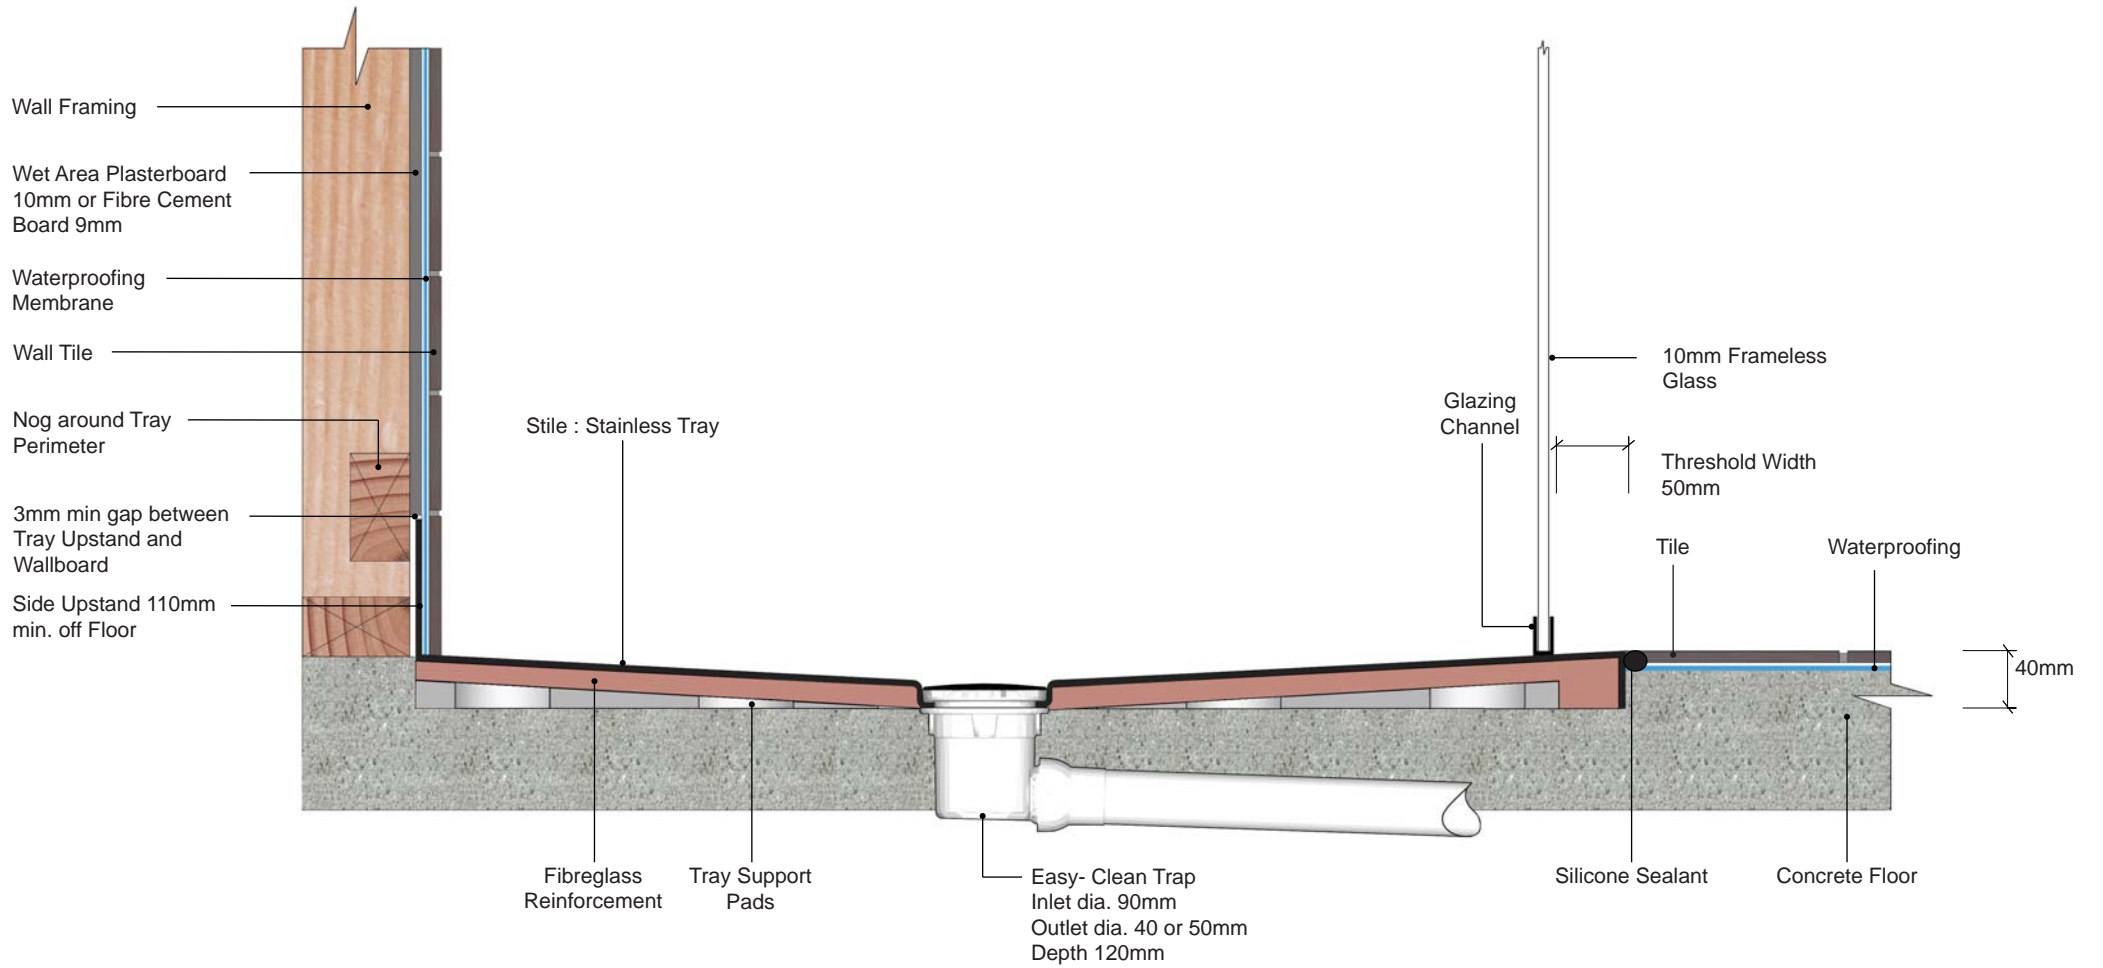 Wall Framing
Wet Area Plasterboard
10mm or Fibre Cement
Board 9mm
Waterproofing
Membrane
Wall Tile
Nog around Tray
Perimeter
3mm min gap between
Tray Upstand and
Wallboard
Side Upstand 110mm
min. off Floor
Stile : Stainless Tray
Glazing
Channel
10mm Frameless
Glass
Threshold Width
50mm
Tile
Waterproofing
40mm
Fibreglass
Reinforcement
Tray Support
Pads
Easy- Clean Trap
Inlet dia. 90mm
Outlet dia. 40 or 50mm
Depth 120mm
Silicone Sealant
Concrete Floor